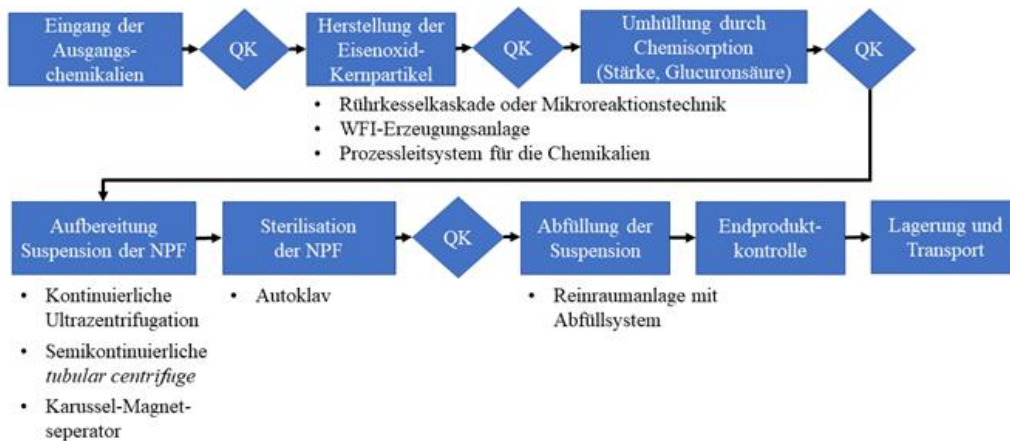 Eingang der
Ausgangs-
chemikalien
QK
Herstellung der
Eisenoxid-
Kernpartikel
QK
Umhüllung durch
Chemisorption
(Stärke, Glucuronsäure)
QK
• Rührkesselkaskade oder Mikroreaktionstechnik
• WFI-Erzeugungsanlage
• Prozessleitsystem für die Chemikalien
Aufbereitung
Suspension der NPF
Sterilisation
der NPF
QK
Abfüllung der
Suspension
Endprodukt-
kontrolle
Lagerung und
Transport
• Kontinuierliche
Ultrazentrifugation
• Semikontinuierliche
tubular centrifuge
• Karussel-Magnet-
seperator
• Autoklav
• Reinraumanlage mit
Abfüllsystem